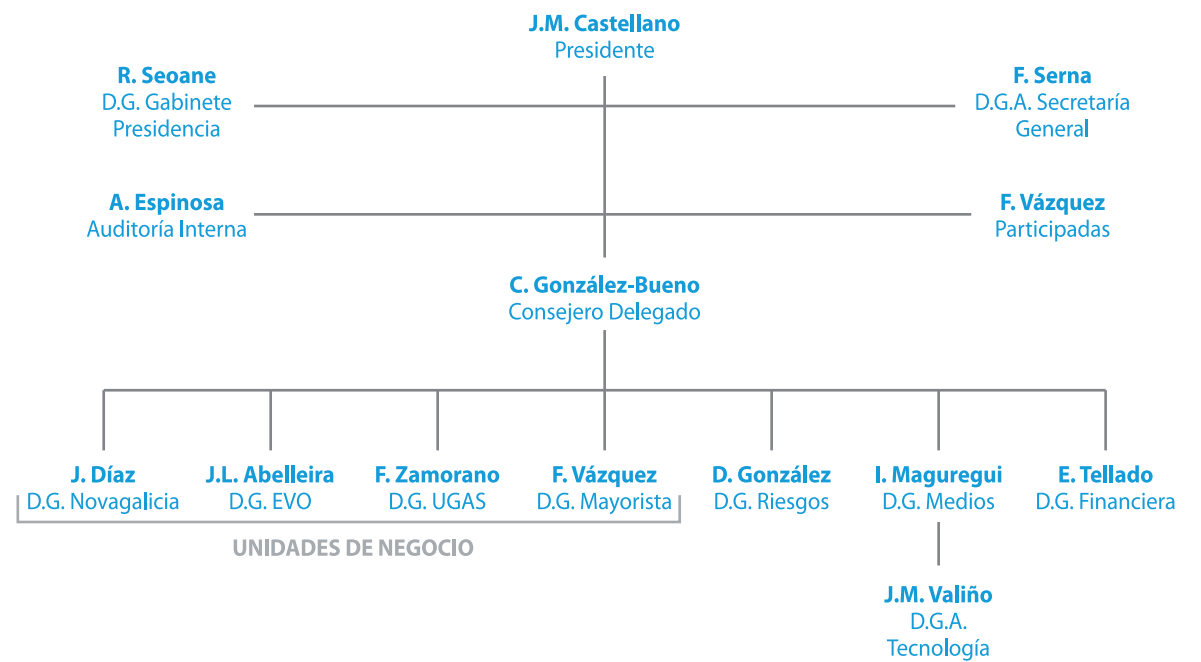 J.M. Castellano
Presidente
R. Seoane
D.G. Gabinete
Presidencia
F. Serna
D.G.A. Secretaría
General
A. Espinosa
Auditoría Interna
F. Vázquez
Participadas
C. González-Bueno
Consejero Delegado
J. Díaz
D.G. Novagalicia
J.L. Abelleira
D.G. EVO
F. Zamorano
D.G. UGAS
F. Vázquez
D.G. Mayorista
D. González
D.G. Riesgos
I. Maguregui
D.G. Medios
E. Tellado
D.G. Financiera
UNIDADES DE NEGOCIO
J.M. Valiño
D.G.A.
Tecnología